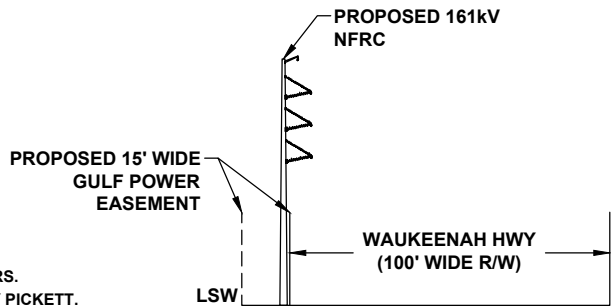 PROPOSED 161kV
NFRC
PROPOSED 15' WIDE
GULF POWER
EASEMENT
WAUKEENAH HWY
(100' WIDE R/W)
RS.
PICKETT.
LSW